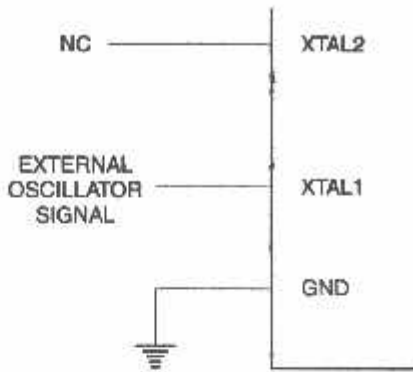 NC
XTAL2
EXTERNAL
OSCILLATOR
SIGNAL
XTAL1
GND